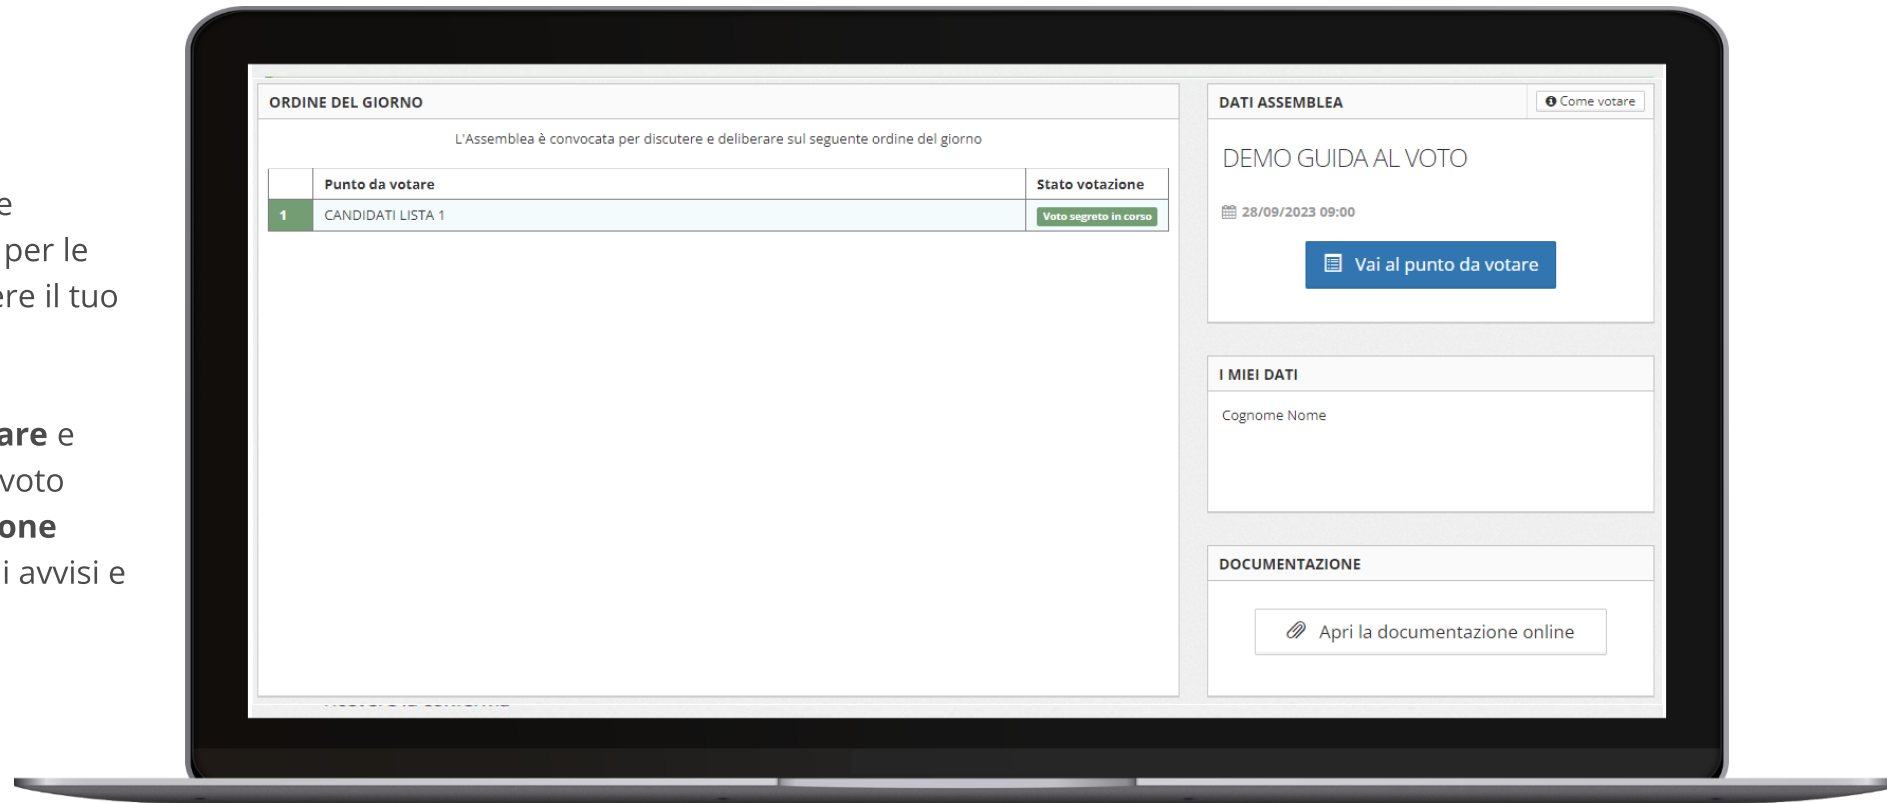 e
per le
ere il tuo
are e
voto
one
i avvisi e
ORDINE DEL GIORNO
L'Assemblea è convocata per discutere e deliberare sul seguente ordine del giorno
Punto da votare Stato votazione
1 CANDIDATI LISTA 1 Voto segreto in corso
DATI ASSEMBLEA Come votare
DEMO GUIDA AL VOTO
28/09/2023 09:00
Vai al punto da votare
I MIEI DATI
Cognome Nome
DOCUMENTAZIONE
Apri la documentazione online